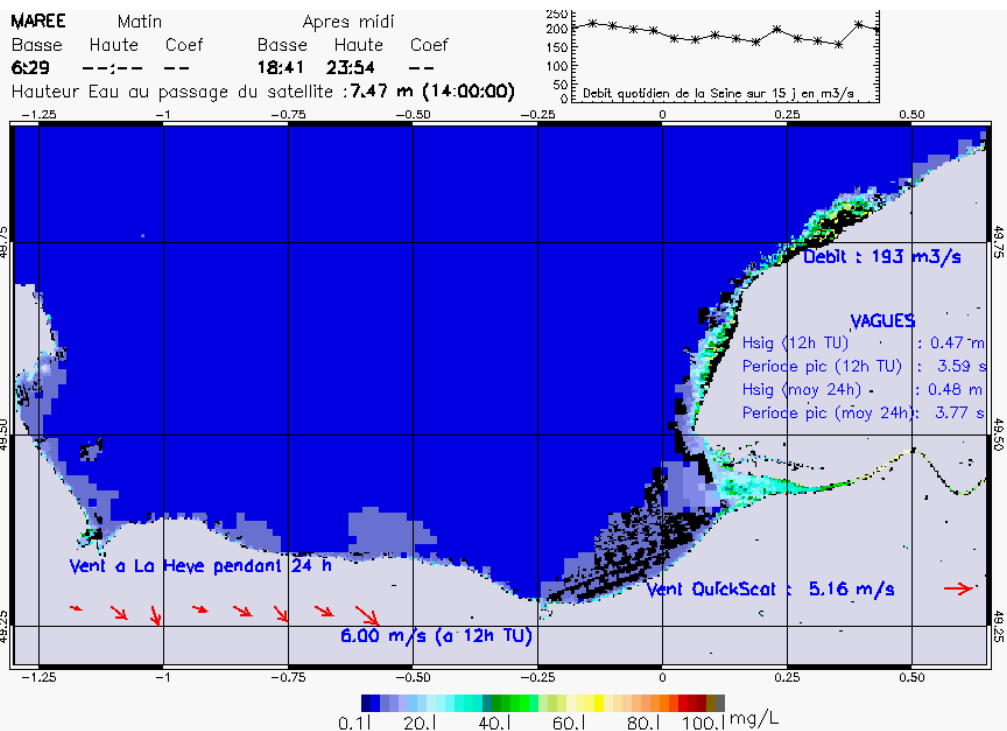 MAREE Matin Apres midi
Basse Haute Coef Basse Haute Coef
6:29 --:-- -- 18:41 23:54 --
Hauteur Eau au passage du satellite :7.47 m (14:00:00)
250
200
150
100
50
0
Debit quotidien de la Seine sur 15 j en m3/s
-1.25 -1 -0.75 -0.50 -0.25 0 0.25 0.50
49.75 49.75
Debit : 193 m3/s
VAGUES
Hsig (12h TU) : 0.47 m
Periode pic (12h TU) : 3.59 s
Hsig (moy 24h) : 0.48 m
Periode pic (moy 24h): 3.77 s
49.50 49.50
Vent a La Heve pendant 24 h
Vent QuickScat : 5.16 m/s
49.25 49.25
6.00 m/s (a 12h TU)
-1.25 -1 -0.75 -0.50 -0.25 0 0.25 0.50
0.1 20.1 40.1 60.1 80.1 100.1 mg/L